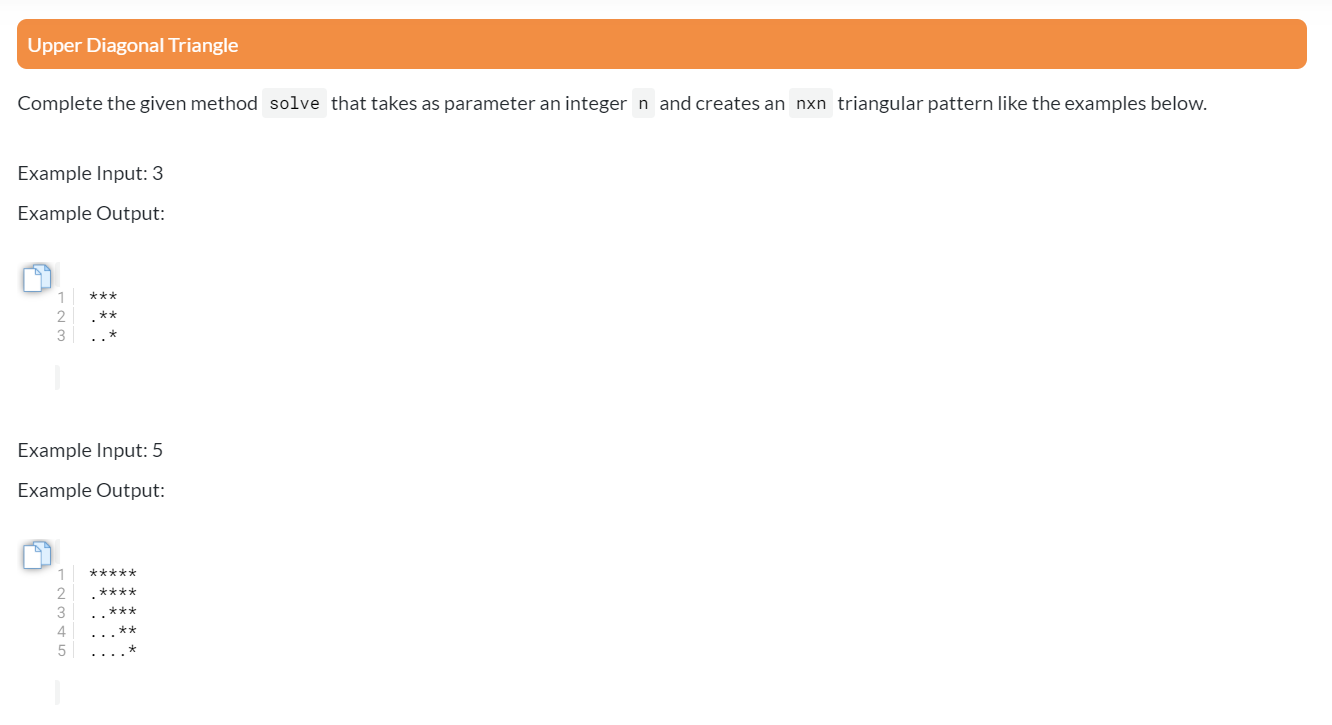 Upper Diagonal Triangle
Complete the given method solve that takes as parameter an integer n and creates an nxn triangular pattern like the examples below.
Example Input: 3
Example Output:
1 ***
2 .**
3 ..*
Example Input: 5
Example Output:
1 *****
2 .****
3 ..***
4 ...**
5 ....*